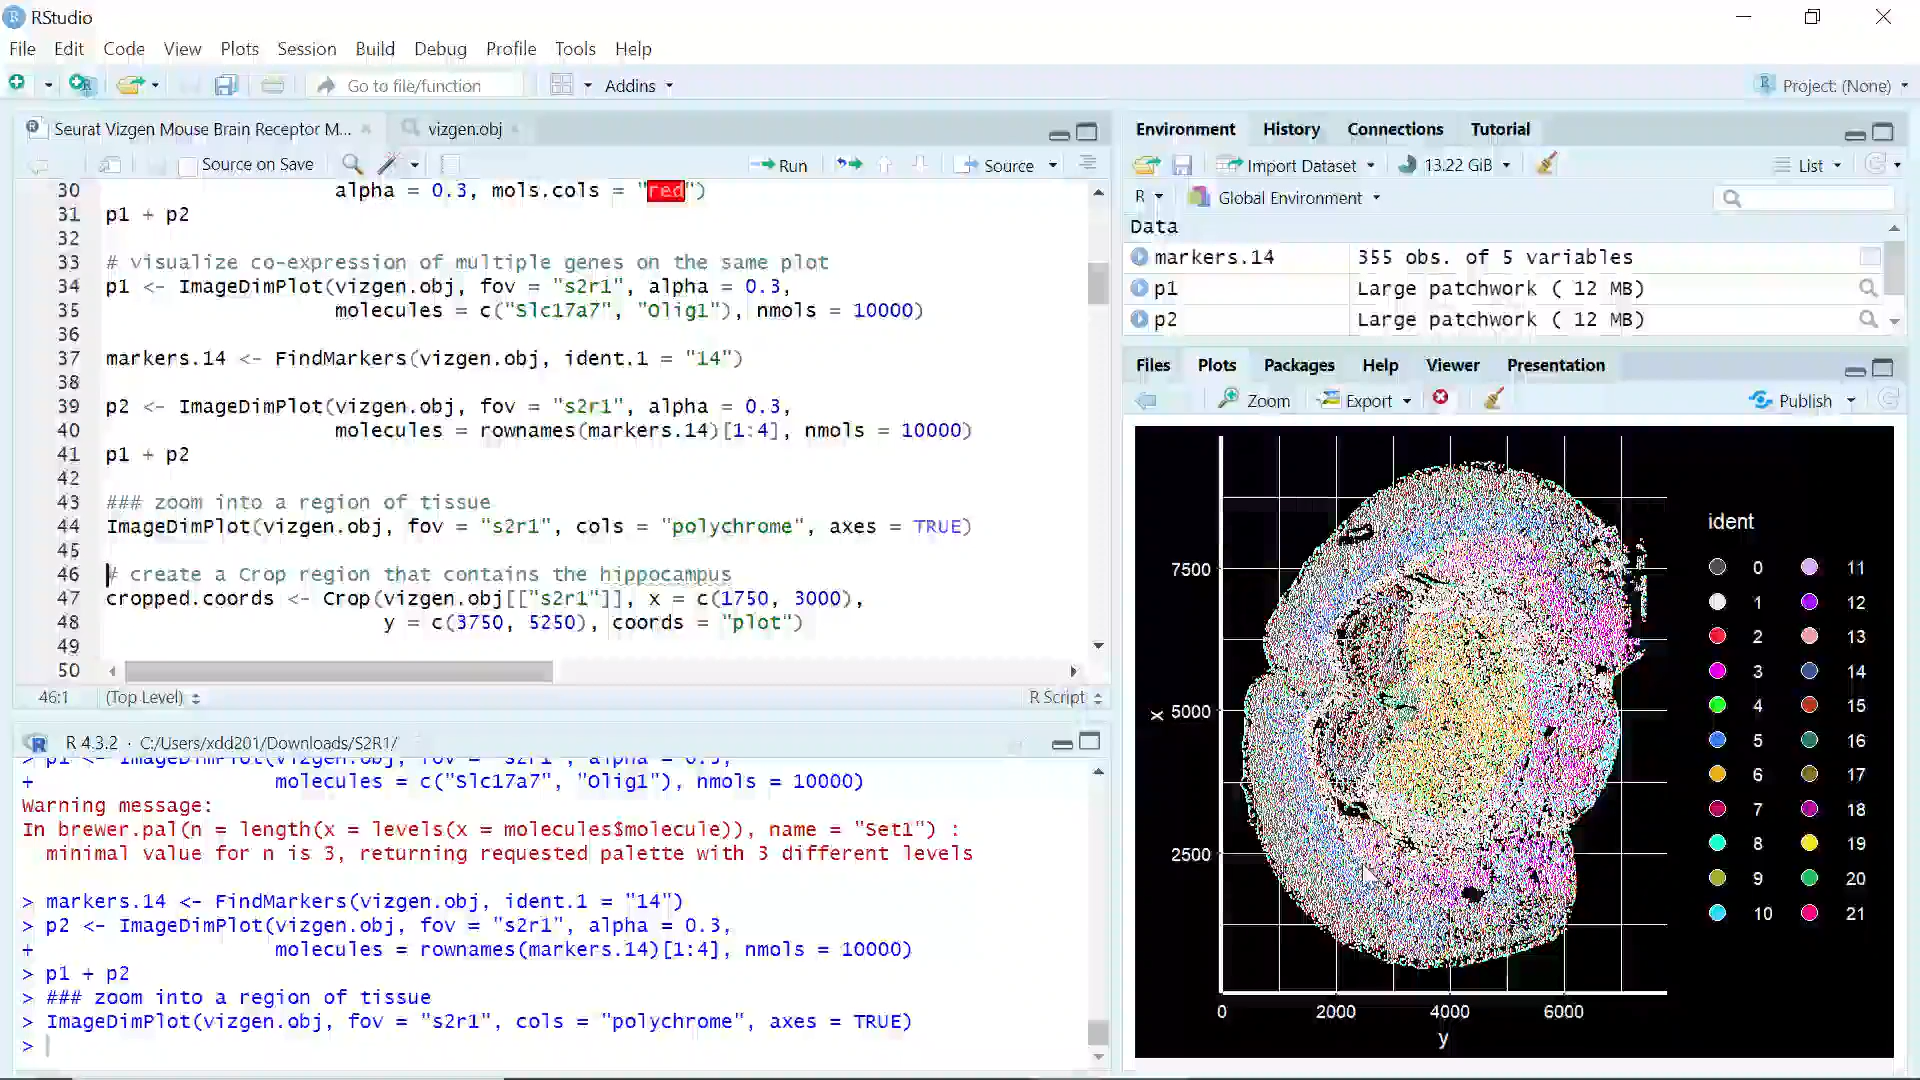 RStudio
File Edit Code View Plots Session Build Debug Profile Tools Help
Go to file/function Addins Project: (None)
Seurat Vizgen Mouse Brain Receptor M... vizgen.obj
Source on Save Run Source
30 alpha = 0.3, mols.cols = "red")
31 p1 + p2
32
33 # visualize co-expression of multiple genes on the same plot
34 p1 <- ImageDimPlot(vizgen.obj, fov = "s2r1", alpha = 0.3,
35 molecules = c("Slc17a7", "Olig1"), nmols = 10000)
36
37 markers.14 <- FindMarkers(vizgen.obj, ident.1 = "14")
38
39 p2 <- ImageDimPlot(vizgen.obj, fov = "s2r1", alpha = 0.3,
40 molecules = rownames(markers.14)[1:4], nmols = 10000)
41 p1 + p2
42
43 ### zoom into a region of tissue
44 ImageDimPlot(vizgen.obj, fov = "s2r1", cols = "polychrome", axes = TRUE)
45
46 # create a Crop region that contains the hippocampus
47 cropped.coords <- Crop(vizgen.obj[["s2r1"]], x = c(1750, 3000),
48 y = c(3750, 5250), coords = "plot")
49
50
46:1 (Top Level) R Script
R 4.3.2 · C:/Users/xdd201/Downloads/S2R1/
> p1 <- ImageDimPlot(vizgen.obj, fov = "s2r1", alpha = 0.3,
+ molecules = c("Slc17a7", "Olig1"), nmols = 10000)
Warning message:
In brewer.pal(n = length(x = levels(x = molecules$molecule)), name = "Set1") :
minimal value for n is 3, returning requested palette with 3 different levels
> markers.14 <- FindMarkers(vizgen.obj, ident.1 = "14")
> p2 <- ImageDimPlot(vizgen.obj, fov = "s2r1", alpha = 0.3,
+ molecules = rownames(markers.14)[1:4], nmols = 10000)
> p1 + p2
> ### zoom into a region of tissue
> ImageDimPlot(vizgen.obj, fov = "s2r1", cols = "polychrome", axes = TRUE)
>
Environment History Connections Tutorial
Import Dataset 13.22 GiB List
R Global Environment
Data
markers.14 355 obs. of 5 variables
p1 Large patchwork ( 12 MB)
p2 Large patchwork ( 12 MB)
Files Plots Packages Help Viewer Presentation
Zoom Export Publish
ident
0 11
1 12
2 13
3 14
4 15
5 16
6 17
7 18
8 19
9 20
10 21
7500
x 5000
2500
0 2000 4000 6000
y